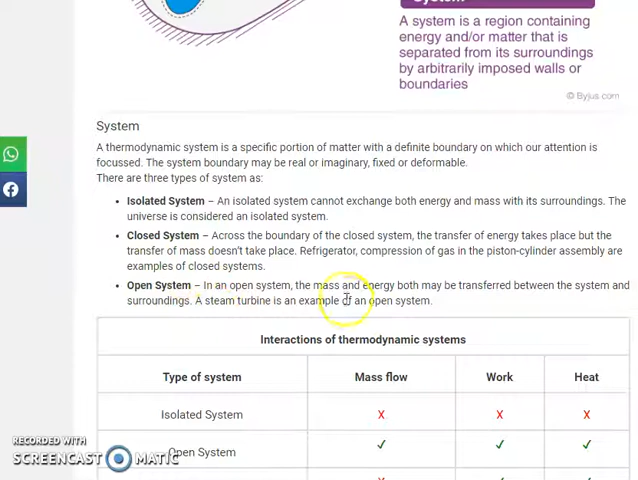 System
A system is a region containing
energy and/or matter that is
separated from its surroundings
by arbitrarily imposed walls or
boundaries
© Byjus.com
System
A thermodynamic system is a specific portion of matter with a definite boundary on which our attention is
focussed. The system boundary may be real or imaginary, fixed or deformable.
There are three types of system as:
• Isolated System – An isolated system cannot exchange both energy and mass with its surroundings. The
universe is considered an isolated system.
• Closed System – Across the boundary of the closed system, the transfer of energy takes place but the
transfer of mass doesn't take place. Refrigerator, compression of gas in the piston-cylinder assembly are
examples of closed systems.
• Open System – In an open system, the mass and energy both may be transferred between the system and
surroundings. A steam turbine is an example of an open system.
Interactions of thermodynamic systems
Type of system Mass flow Work Heat
Isolated System X X X
Open System ✓ ✓ ✓
RECORDED WITH
SCREENCAST MATIC